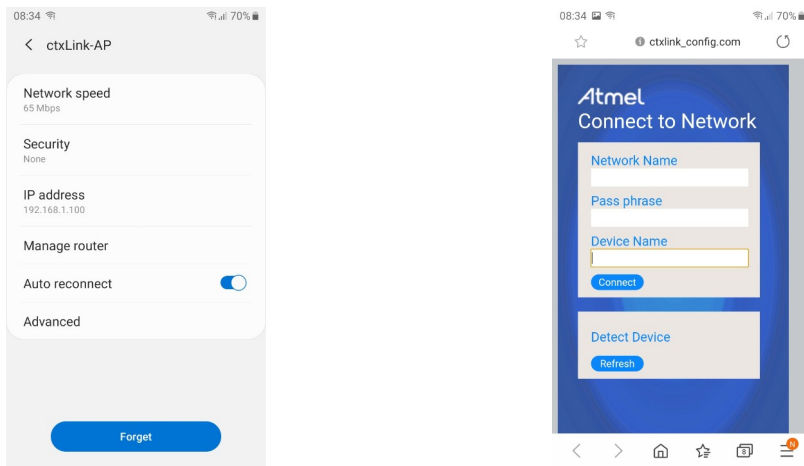 08:34 70%
ctxLink-AP
Network speed
65 Mbps
Security
None
IP address
192.168.1.100
Manage router
Auto reconnect
Advanced
Forget
08:34 70%
ctxlink_config.com
Atmel
Connect to Network
Network Name
Pass phrase
Device Name
Connect
Detect Device
Refresh
8
N